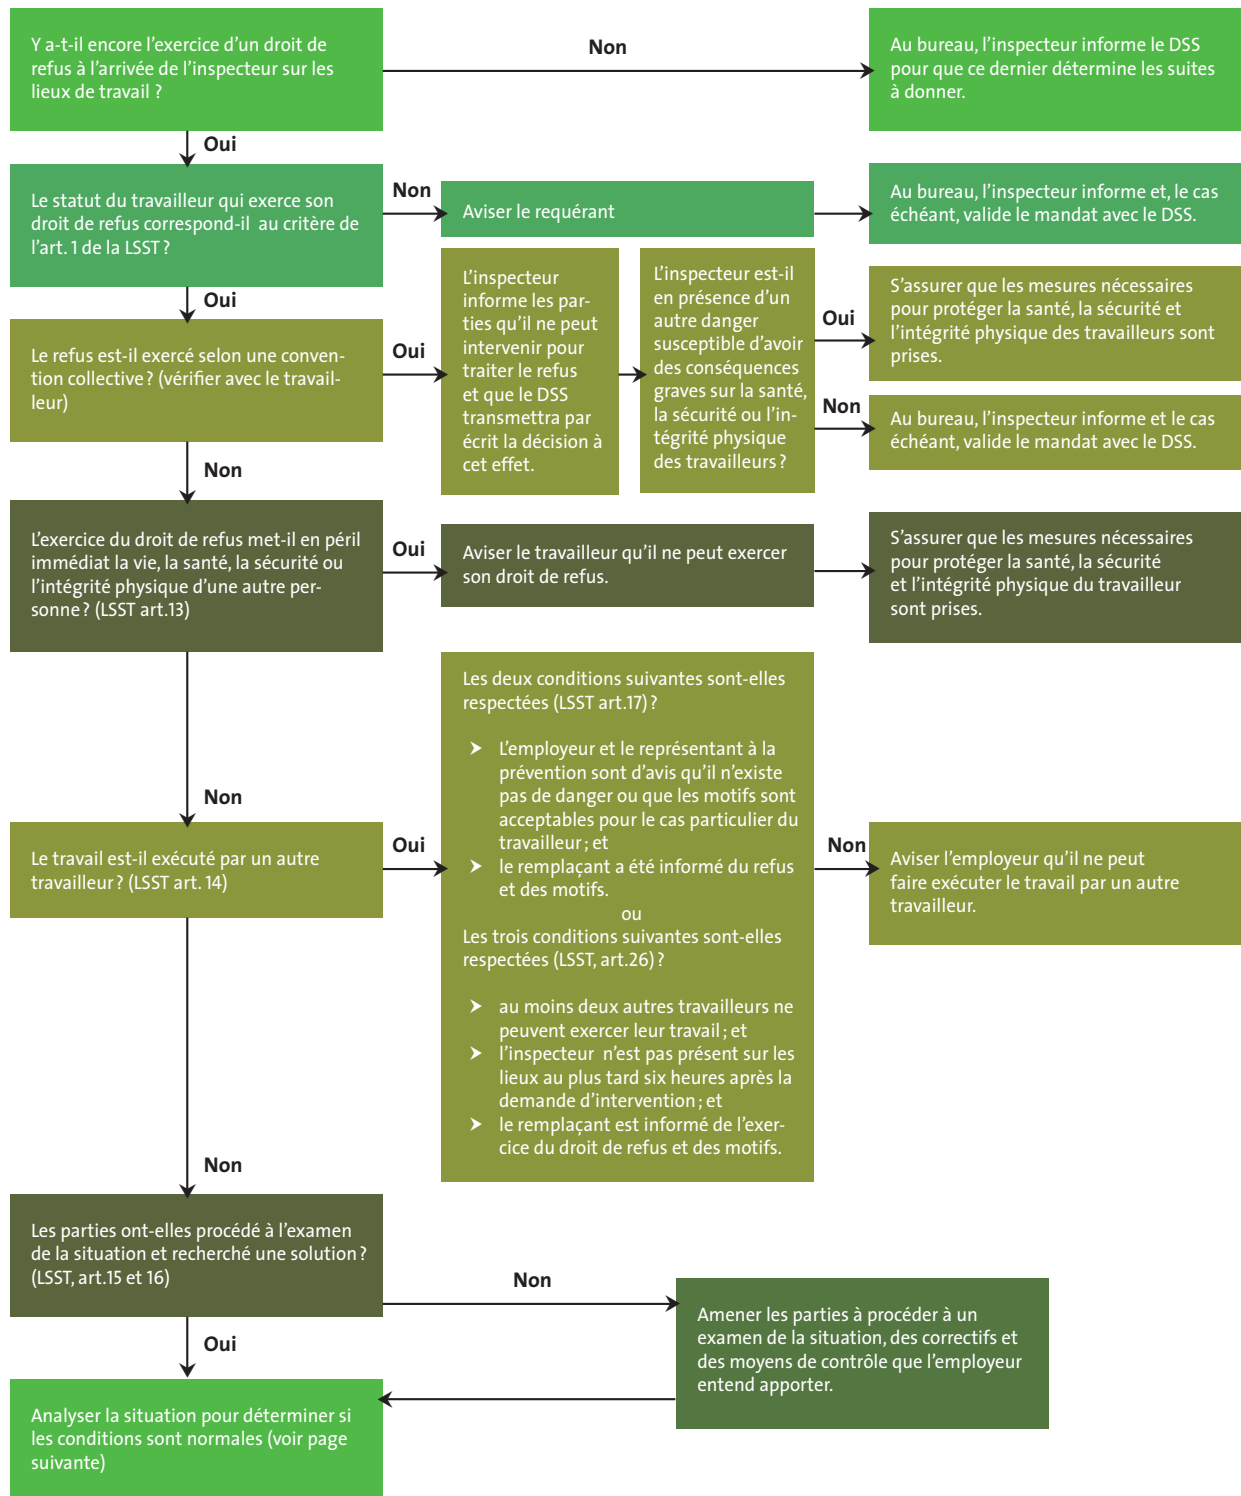 Y a-t-il encore l’exercice d’un droit de
refus à l’arrivée de l’inspecteur sur les
lieux de travail ?
Non
Au bureau, l’inspecteur informe le DSS
pour que ce dernier détermine les suites
à donner.
Oui
Le statut du travailleur qui exerce son
droit de refus correspond-il au critère de
l’art. 1 de la LSST ?
Non
Aviser le requérant
Au bureau, l’inspecteur informe et, le cas
échéant, valide le mandat avec le DSS.
Oui
Le refus est-il exercé selon une conven-
tion collective ? (vérifier avec le travail-
leur)
Oui
L’inspecteur
informe les par-
ties qu’il ne peut
intervenir pour
traiter le refus
et que le DSS
transmettra par
écrit la décision à
cet effet.
L’inspecteur est-il
en présence d’un
autre danger
susceptible d’avoir
des conséquences
graves sur la santé,
la sécurité ou l’in-
tégrité physique
des travailleurs ?
Oui
S’assurer que les mesures nécessaires
pour protéger la santé, la sécurité et
l’intégrité physique des travailleurs sont
prises.
Non
Au bureau, l’inspecteur informe et le cas
échéant, valide le mandat avec le DSS.
Non
L’exercice du droit de refus met-il en péril
immédiat la vie, la santé, la sécurité ou
l’intégrité physique d’une autre per-
sonne ? (LSST art.13)
Oui
Aviser le travailleur qu’il ne peut exercer
son droit de refus.
S’assurer que les mesures nécessaires
pour protéger la santé, la sécurité
et l’intégrité physique du travailleur
sont prises.
Non
Le travail est-il exécuté par un autre
travailleur ? (LSST art. 14)
Oui
Les deux conditions suivantes sont-elles
respectées (LSST art.17) ?
➤ L’employeur et le représentant à la
prévention sont d’avis qu’il n’existe
pas de danger ou que les motifs sont
acceptables pour le cas particulier du
travailleur ; et
➤ le remplaçant a été informé du refus
et des motifs.
ou
Les trois conditions suivantes sont-elles
respectées (LSST, art.26) ?
➤ au moins deux autres travailleurs ne
peuvent exercer leur travail ; et
➤ l’inspecteur n’est pas présent sur les
lieux au plus tard six heures après la
demande d’intervention ; et
➤ le remplaçant est informé de l’exer-
cice du droit de refus et des motifs.
Non
Aviser l’employeur qu’il ne peut
faire exécuter le travail par un autre
travailleur.
Non
Les parties ont-elles procédé à l’examen
de la situation et recherché une solution ?
(LSST, art.15 et 16)
Non
Amener les parties à procéder à un
examen de la situation, des correctifs et
des moyens de contrôle que l’employeur
entend apporter.
Oui
Analyser la situation pour déterminer si
les conditions sont normales (voir page
suivante)